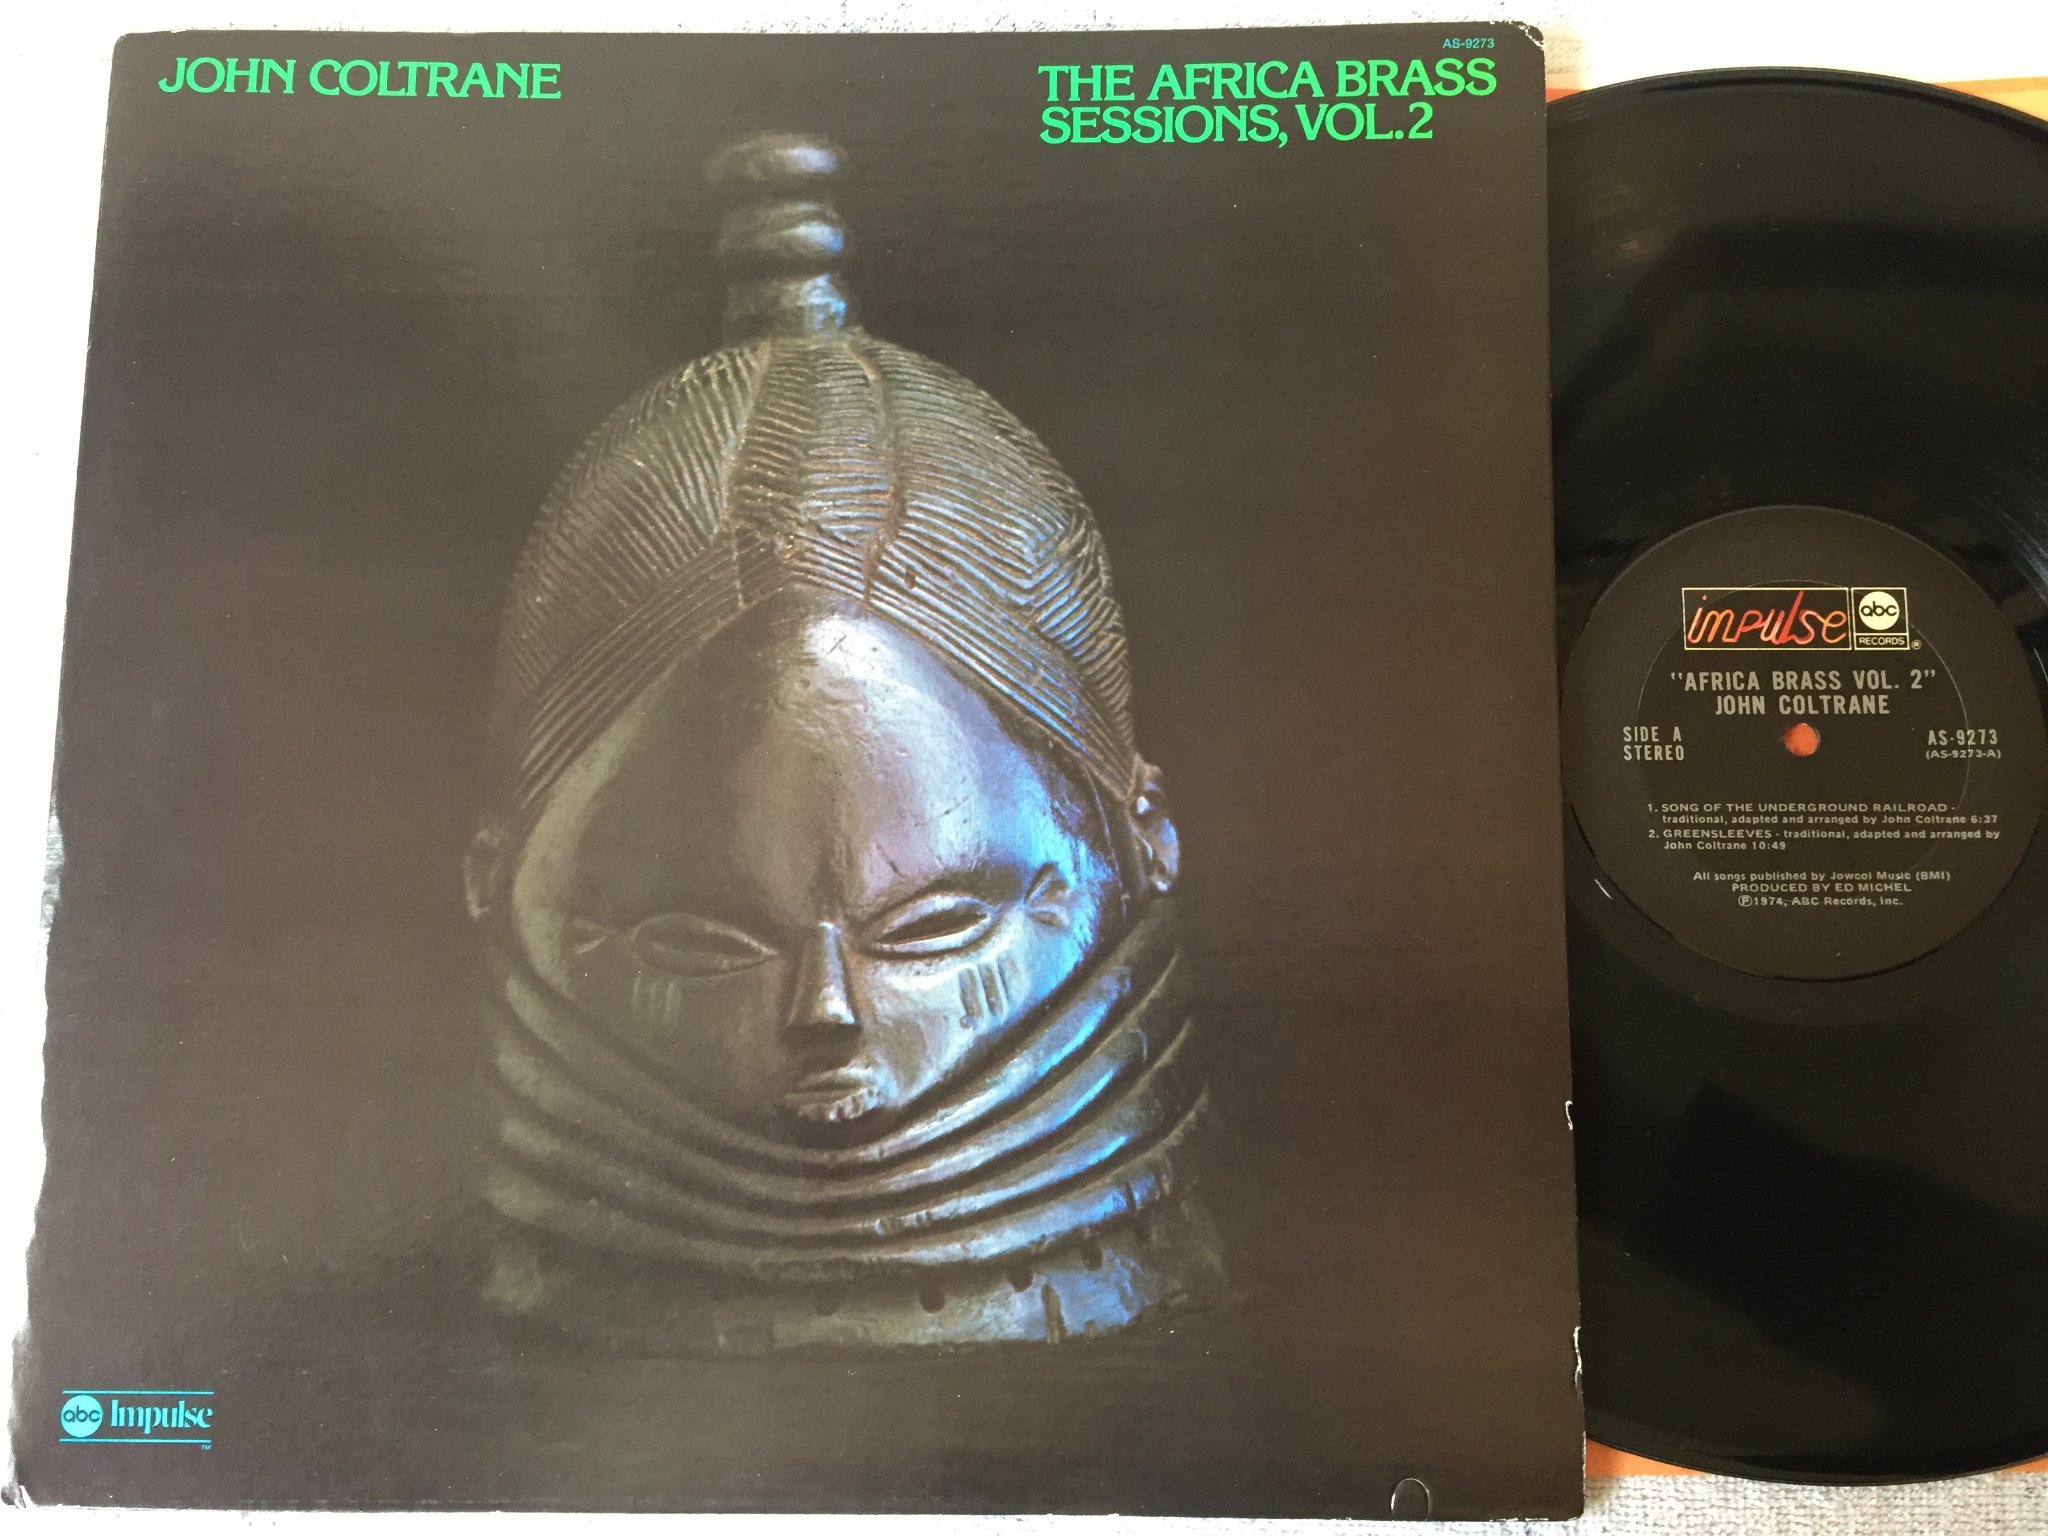 AS-9273
JOHN COLTRANE
THE AFRICA BRASS
SESSIONS, VOL.2
abc Impulse
TM
impulse abc
RECORDS ®
"AFRICA BRASS VOL. 2"
JOHN COLTRANE
SIDE A
STEREO
AS-9273
(AS-9273-A)
1. SONG OF THE UNDERGROUND RAILROAD -
traditional, adapted and arranged by John Coltrane 6:37
2. GREENSLEEVES - traditional, adapted and arranged by
John Coltrane 10:49
All songs published by Jowcol Music (BMI)
PRODUCED BY ED MICHEL
℗1974, ABC Records, Inc.